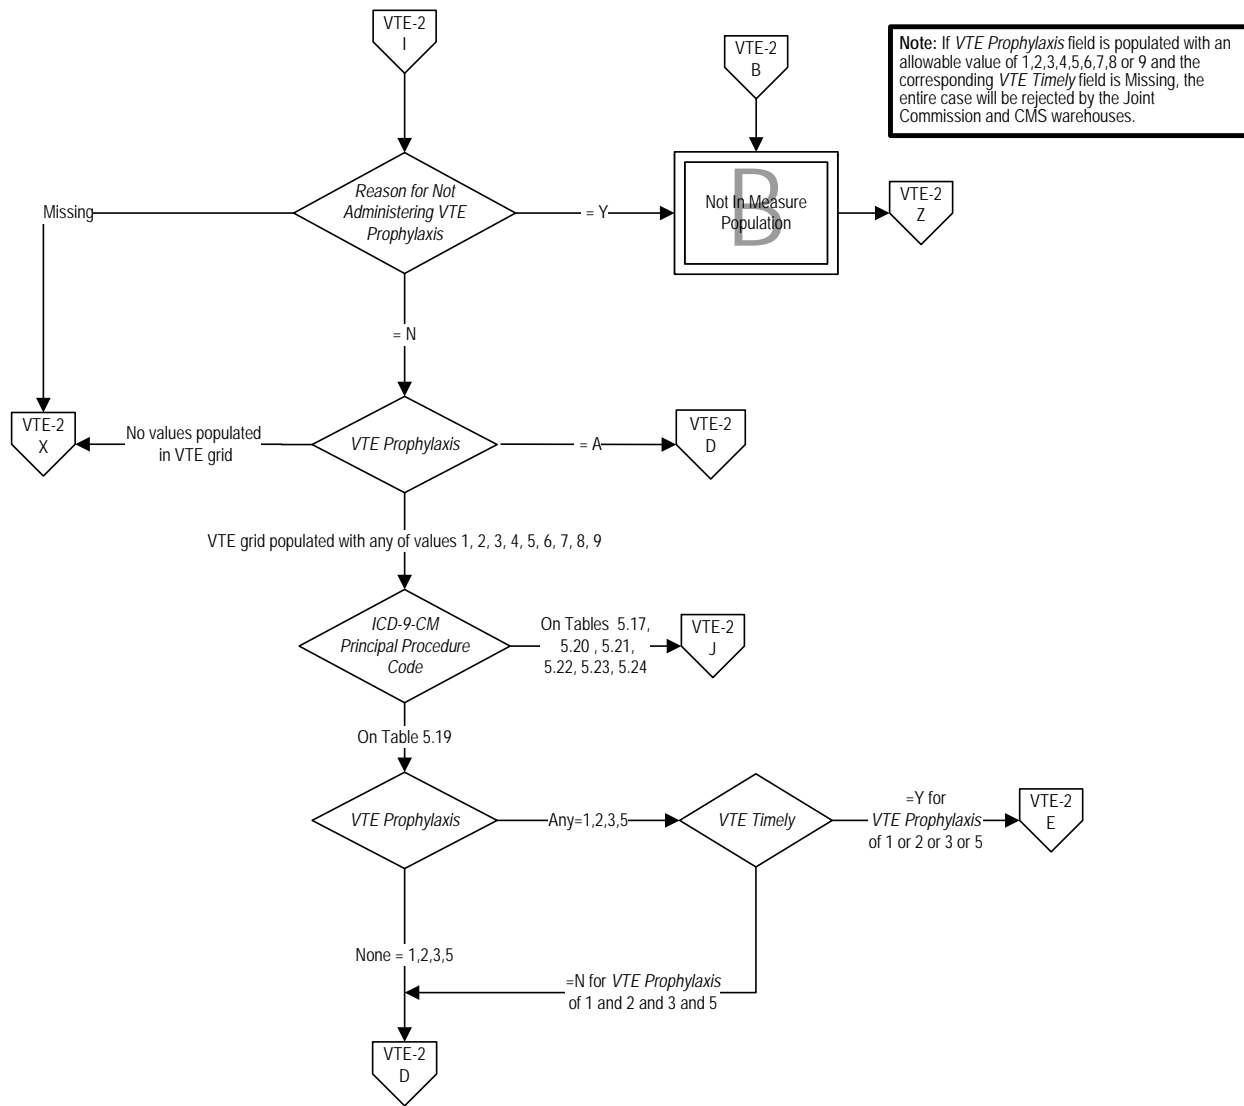 VTE-2
I
VTE-2
B
Note: If VTE Prophylaxis field is populated with an
allowable value of 1,2,3,4,5,6,7,8 or 9 and the
corresponding VTE Timely field is Missing, the
entire case will be rejected by the Joint
Commission and CMS warehouses.
Reason for Not
Administering VTE
Prophylaxis
Missing
= Y
B
Not In Measure
Population
VTE-2
Z
= N
VTE-2
X
No values populated
in VTE grid
VTE Prophylaxis
= A
VTE-2
D
VTE grid populated with any of values 1, 2, 3, 4, 5, 6, 7, 8, 9
ICD-9-CM
Principal Procedure
Code
On Tables 5.17,
5.20 , 5.21,
5.22, 5.23, 5.24
VTE-2
J
On Table 5.19
VTE Prophylaxis
Any=1,2,3,5
VTE Timely
=Y for
VTE Prophylaxis
of 1 or 2 or 3 or 5
VTE-2
E
None = 1,2,3,5
=N for VTE Prophylaxis
of 1 and 2 and 3 and 5
VTE-2
D